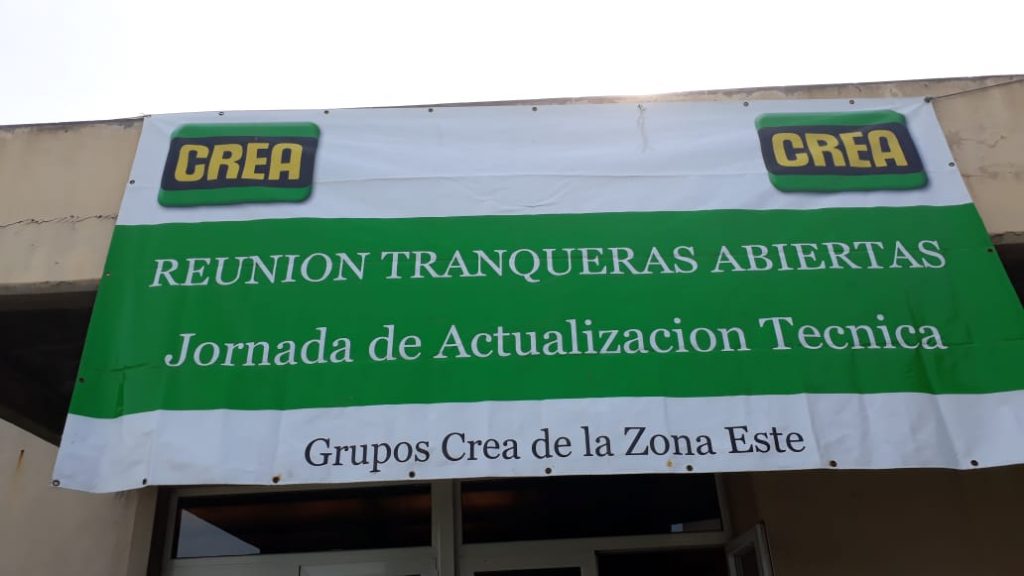 CREA CREA
REUNION TRANQUERAS ABIERTAS
Jornada de Actualizacion Tecnica
Grupos Crea de la Zona Este